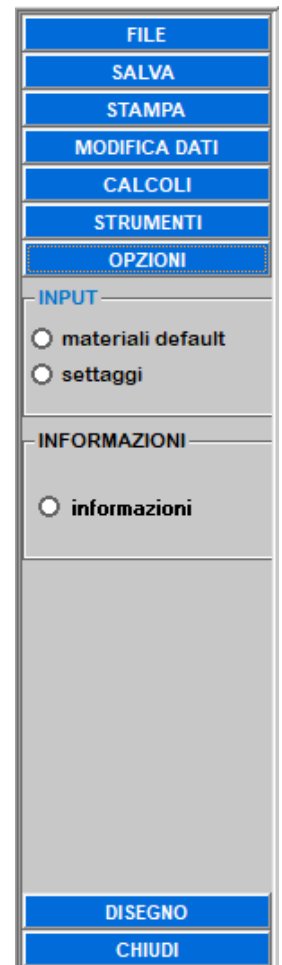 FILE
SALVA
STAMPA
MODIFICA DATI
CALCOLI
STRUMENTI
OPZIONI
INPUT
materiali default
settaggi
INFORMAZIONI
informazioni
DISEGNO
CHIUDI